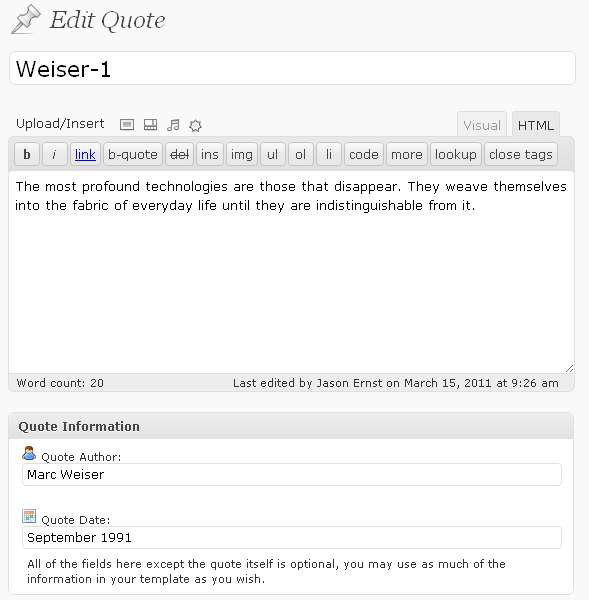 Edit Quote
Weiser-1
Upload/Insert
Visual HTML
b i link b-quote del ins img ul ol li code more lookup close tags
The most profound technologies are those that disappear. They weave themselves
into the fabric of everyday life until they are indistinguishable from it.
Word count: 20 Last edited by Jason Ernst on March 15, 2011 at 9:26 am
Quote Information
Quote Author:
Marc Weiser
Quote Date:
September 1991
All of the fields here except the quote itself is optional, you may use as much of the
information in your template as you wish.